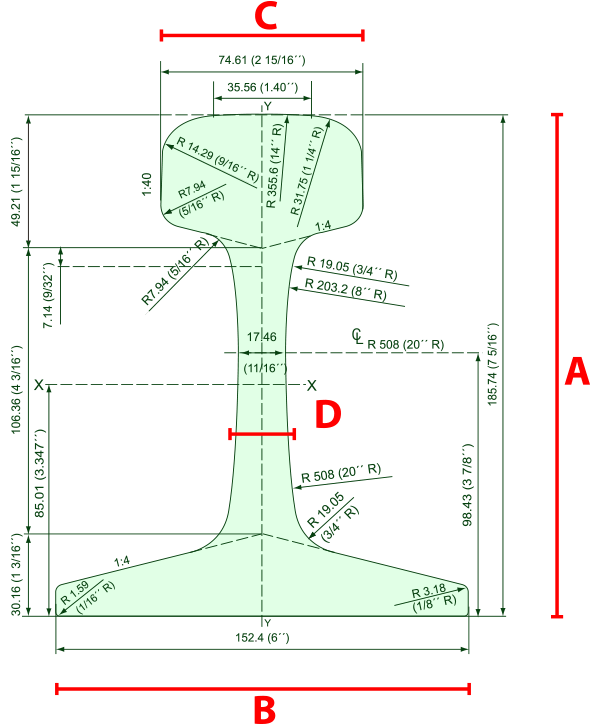 C
74.61 (2 15/16´´)
35.56 (1.40´´)
Y
R 14.29 (9/16´´ R)
R 355.6 (14´´ R)
R 31.75 (1 1/4´´ R)
49.21 (1 15/16´´)
1:40
R7.94
(5/16´´ R)
1:4
R7.94 (5/16´´ R)
R 19.05 (3/4´´ R)
R 203.2 (8´´ R)
7.14 (9/32´´)
17.46
(11/16´´)
℄ R 508 (20´´ R)
185.74 (7 5/16´´)
A
X
X
106.36 (4 3/16´´)
D
85.01 (3.347´´)
R 508 (20´´ R)
98.43 (3 7/8´´)
R 19.05
(3/4´´ R)
1:4
30.16 (1 3/16´´)
R 1.59
(1/16´´ R)
R 3.18
(1/8´´ R)
Y
152.4 (6´´)
B